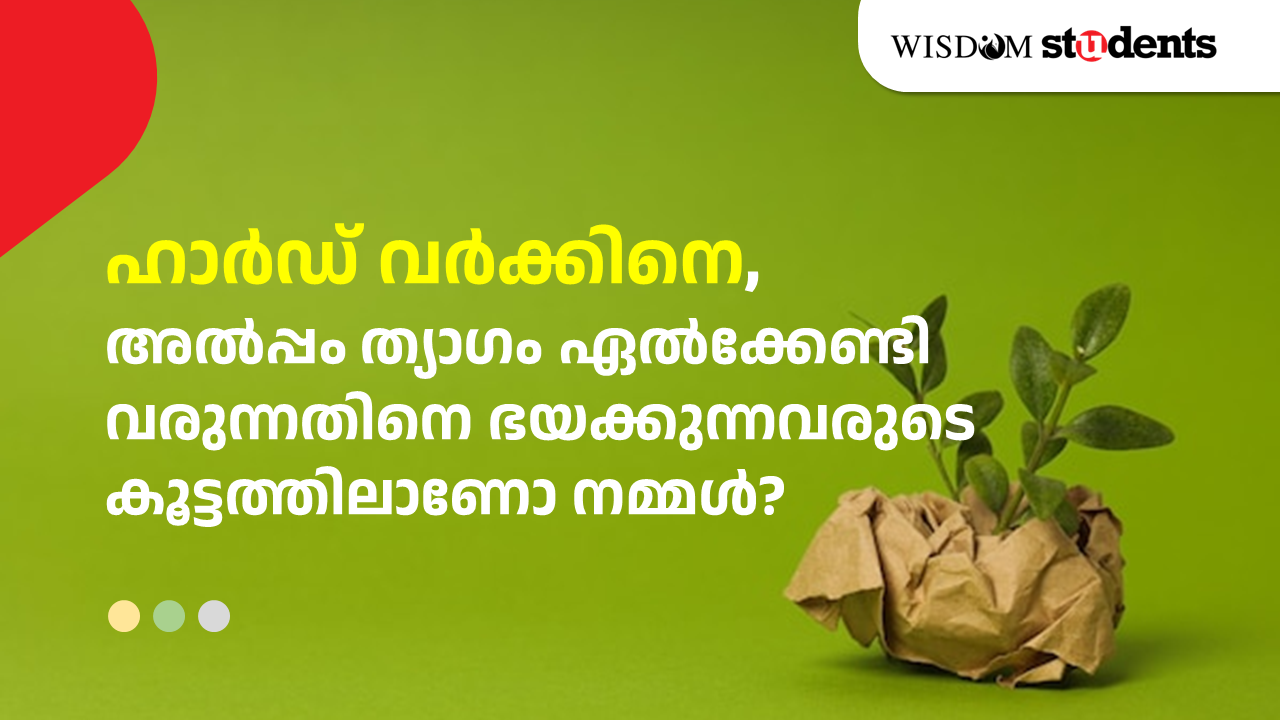 WISDOM students
ഹാർഡ് വർക്കിനെ,
അൽപ്പം ത്യാഗം ഏൽക്കേണ്ടി
വരുന്നതിനെ ഭയക്കുന്നവരുടെ
കൂട്ടത്തിലാണോ നമ്മൾ?